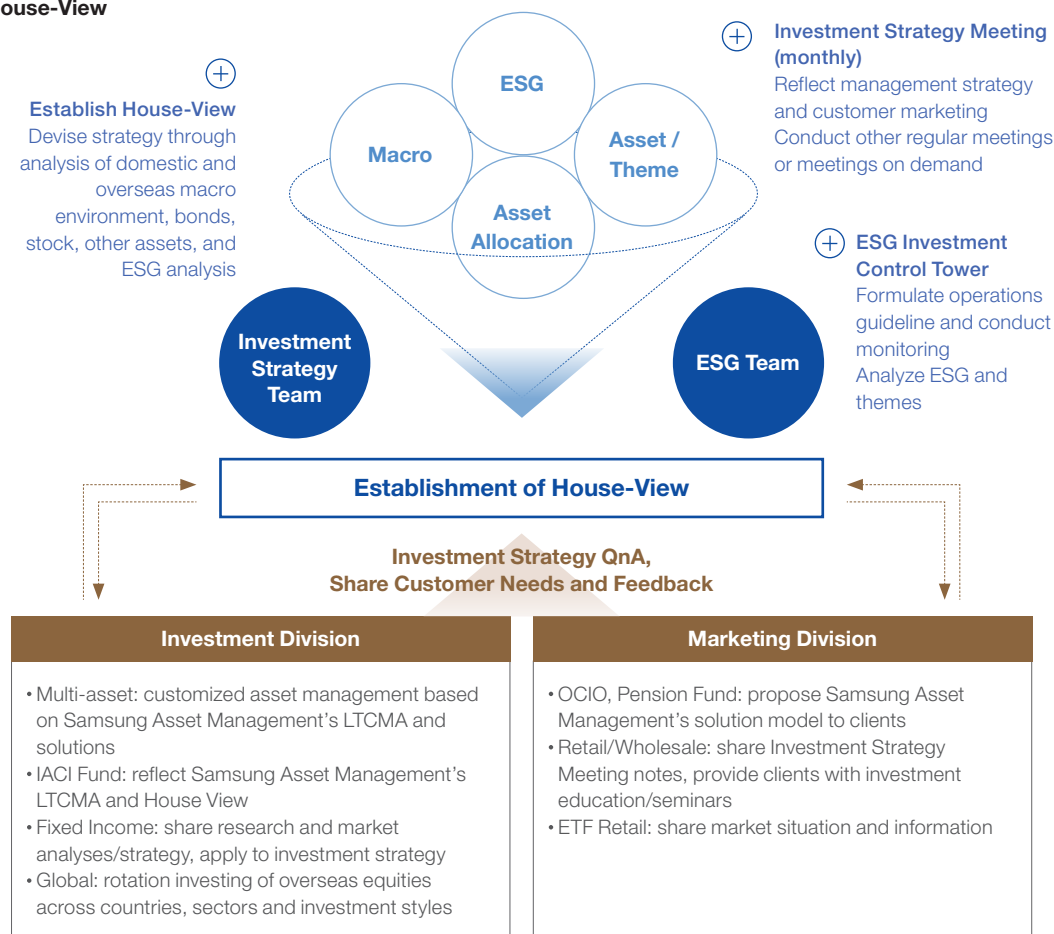 ouse-View
Establish House-View
Devise strategy through
analysis of domestic and
overseas macro
environment, bonds,
stock, other assets, and
ESG analysis
ESG
Macro
Asset /
Theme
Asset
Allocation
Investment Strategy Meeting
(monthly)
Reflect management strategy
and customer marketing
Conduct other regular meetings
or meetings on demand
ESG Investment
Control Tower
Formulate operations
guideline and conduct
monitoring
Analyze ESG and
themes
Investment
Strategy
Team
ESG Team
Establishment of House-View
Investment Strategy QnA,
Share Customer Needs and Feedback
Investment Division
• Multi-asset: customized asset management based
on Samsung Asset Management's LTCMA and
solutions
• IACI Fund: reflect Samsung Asset Management's
LTCMA and House View
• Fixed Income: share research and market
analyses/strategy, apply to investment strategy
• Global: rotation investing of overseas equities
across countries, sectors and investment styles
Marketing Division
• OCIO, Pension Fund: propose Samsung Asset
Management's solution model to clients
• Retail/Wholesale: share Investment Strategy
Meeting notes, provide clients with investment
education/seminars
• ETF Retail: share market situation and information